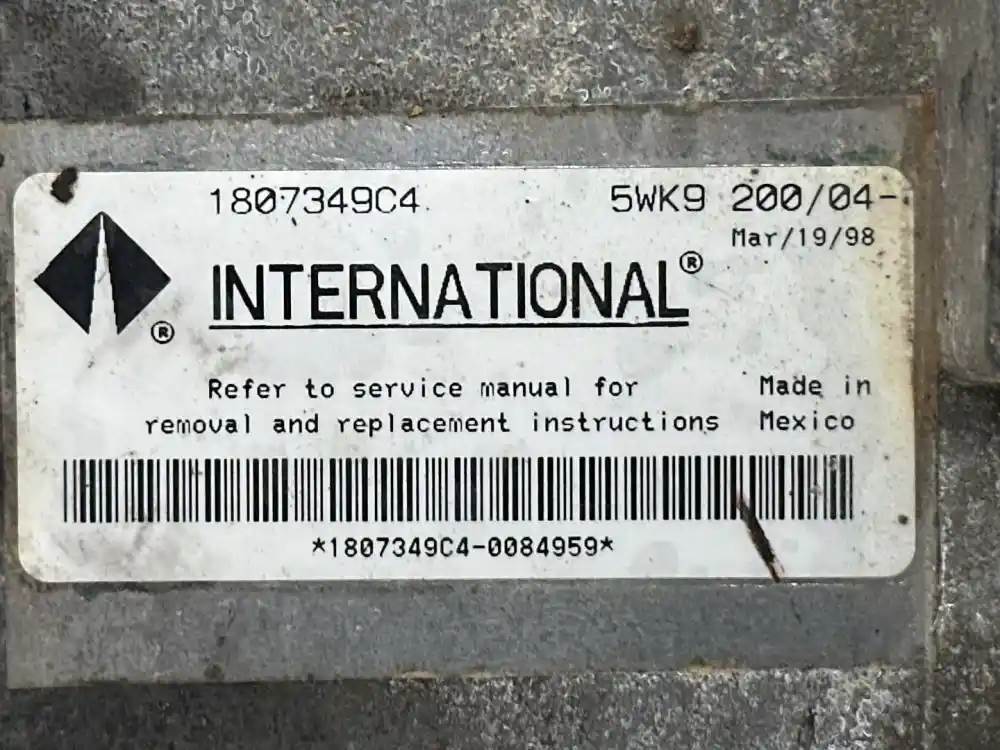 1807349C4 5WK9 200/04-
Mar/19/98
INTERNATIONAL®
®
Refer to service manual for Made in
removal and replacement instructions Mexico
*1807349C4-0084959*